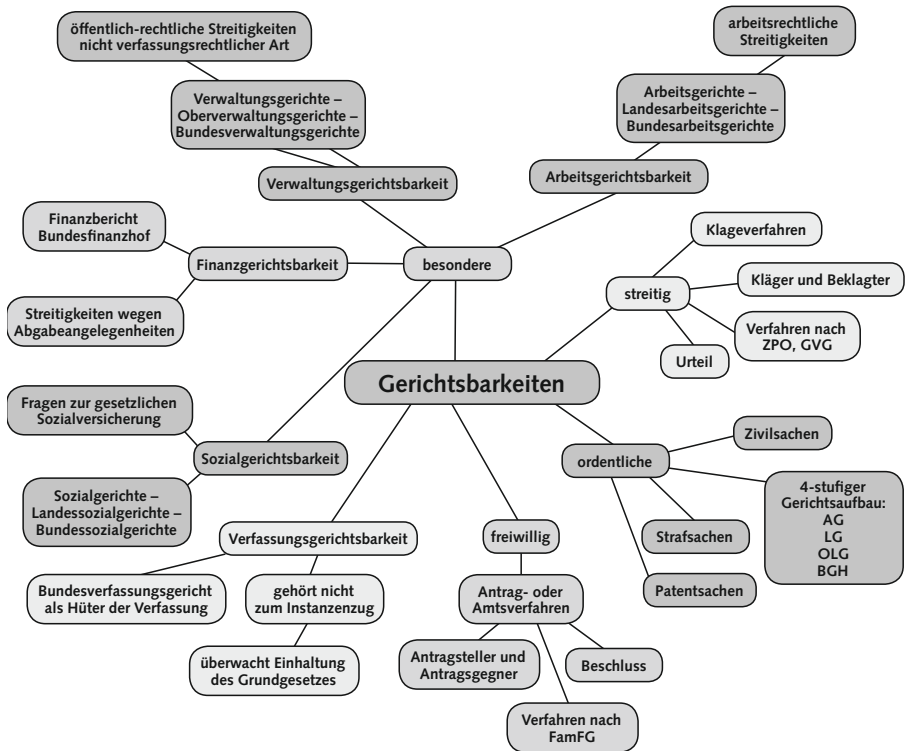 öffentlich-rechtliche Streitigkeiten
nicht verfassungsrechtlicher Art
arbeitsrechtliche
Streitigkeiten
Verwaltungsgerichte –
Oberverwaltungsgerichte –
Bundesverwaltungsgerichte
Arbeitsgerichte –
Landesarbeitsgerichte –
Bundesarbeitsgerichte
Verwaltungsgerichtsbarkeit
Arbeitsgerichtsbarkeit
Finanzbericht
Bundesfinanzhof
Finanzgerichtsbarkeit
besondere
Klageverfahren
streitig
Kläger und Beklagter
Streitigkeiten wegen
Abgabeangelegenheiten
Verfahren nach
ZPO, GVG
Urteil
Gerichtsbarkeiten
Fragen zur gesetzlichen
Sozialversicherung
Sozialgerichtsbarkeit
ordentliche
Zivilsachen
Sozialgerichte –
Landessozialgerichte –
Bundessozialgerichte
4-stufiger
Gerichtsaufbau:
AG
LG
OLG
BGH
Verfassungsgerichtsbarkeit
freiwillig
Strafsachen
Bundesverfassungsgericht
als Hüter der Verfassung
gehört nicht
zum Instanzenzug
Antrag- oder
Amtsverfahren
Patentsachen
überwacht Einhaltung
des Grundgesetzes
Antragsteller und
Antragsgegner
Beschluss
Verfahren nach
FamFG